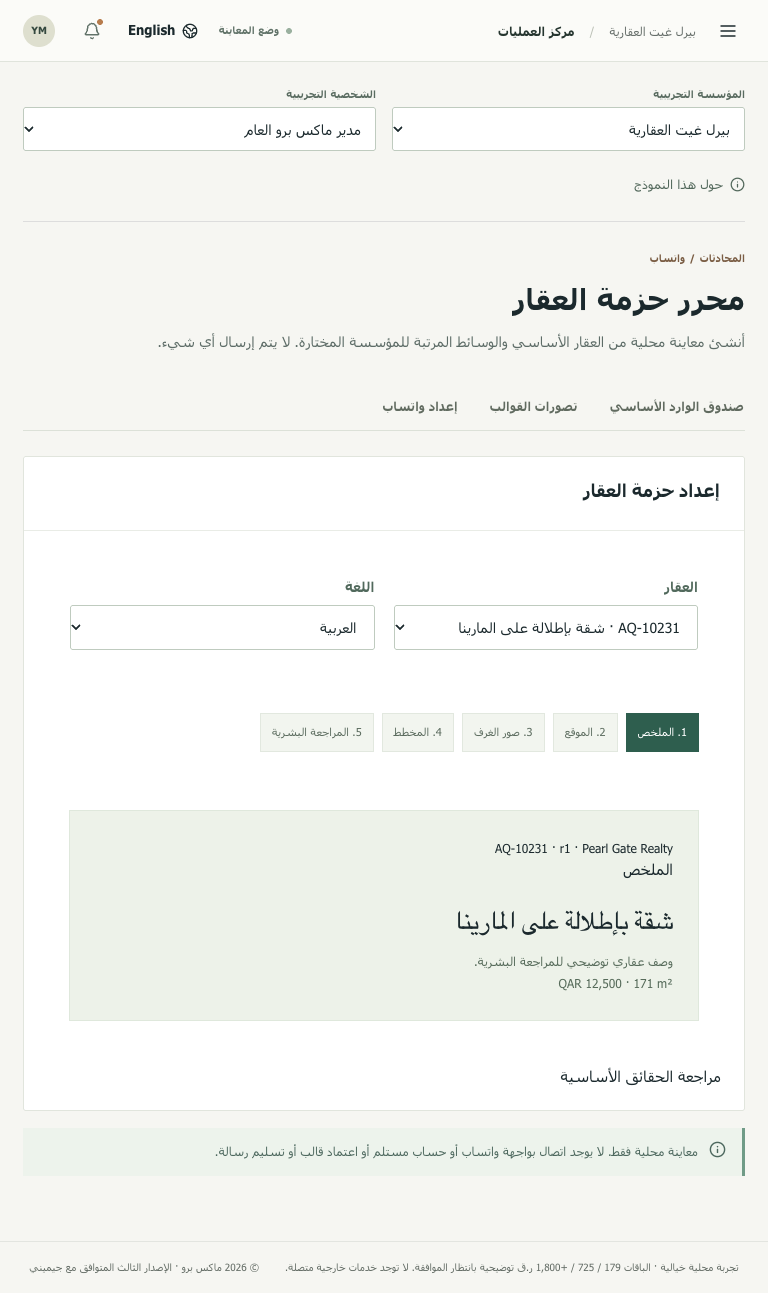 بيرل غيت العقارية / مركز العمليات
وضع المعاينة
English
YM
المؤسسة التجريبية
بيرل غيت العقارية
الشخصية التجريبية
مدير ماكس برو العام
حول هذا النموذج
المحادثات / واتساب
محرر حزمة العقار
أنشئ معاينة محلية من العقار الأساسي والوسائط المرتبة للمؤسسة المختارة. لا يتم إرسال أي شيء.
صندوق الوارد الأساسي
تصورات القوالب
إعداد واتساب
إعداد حزمة العقار
العقار
AQ-10231 · شقة بإطلالة على المارينا
اللغة
العربية
1. الملخص
2. الموقع
3. صور الغرف
4. المخطط
5. المراجعة البشرية
AQ-10231 · r1 · Pearl Gate Realty
الملخص
شقة بإطلالة على المارينا
وصف عقاري توضيحي للمراجعة البشرية.
QAR 12,500 · 171 m²
مراجعة الحقائق الأساسية
معاينة محلية فقط. لا يوجد اتصال بواجهة واتساب أو حساب مستلم أو اعتماد قالب أو تسليم رسالة.
تجربة محلية خيالية · الباقات 179 / 725 / +1,800 ر.ق توضيحية بانتظار الموافقة. لا توجد خدمات خارجية متصلة.
© 2026 ماكس برو · الإصدار الثالث المتوافق مع جيميني